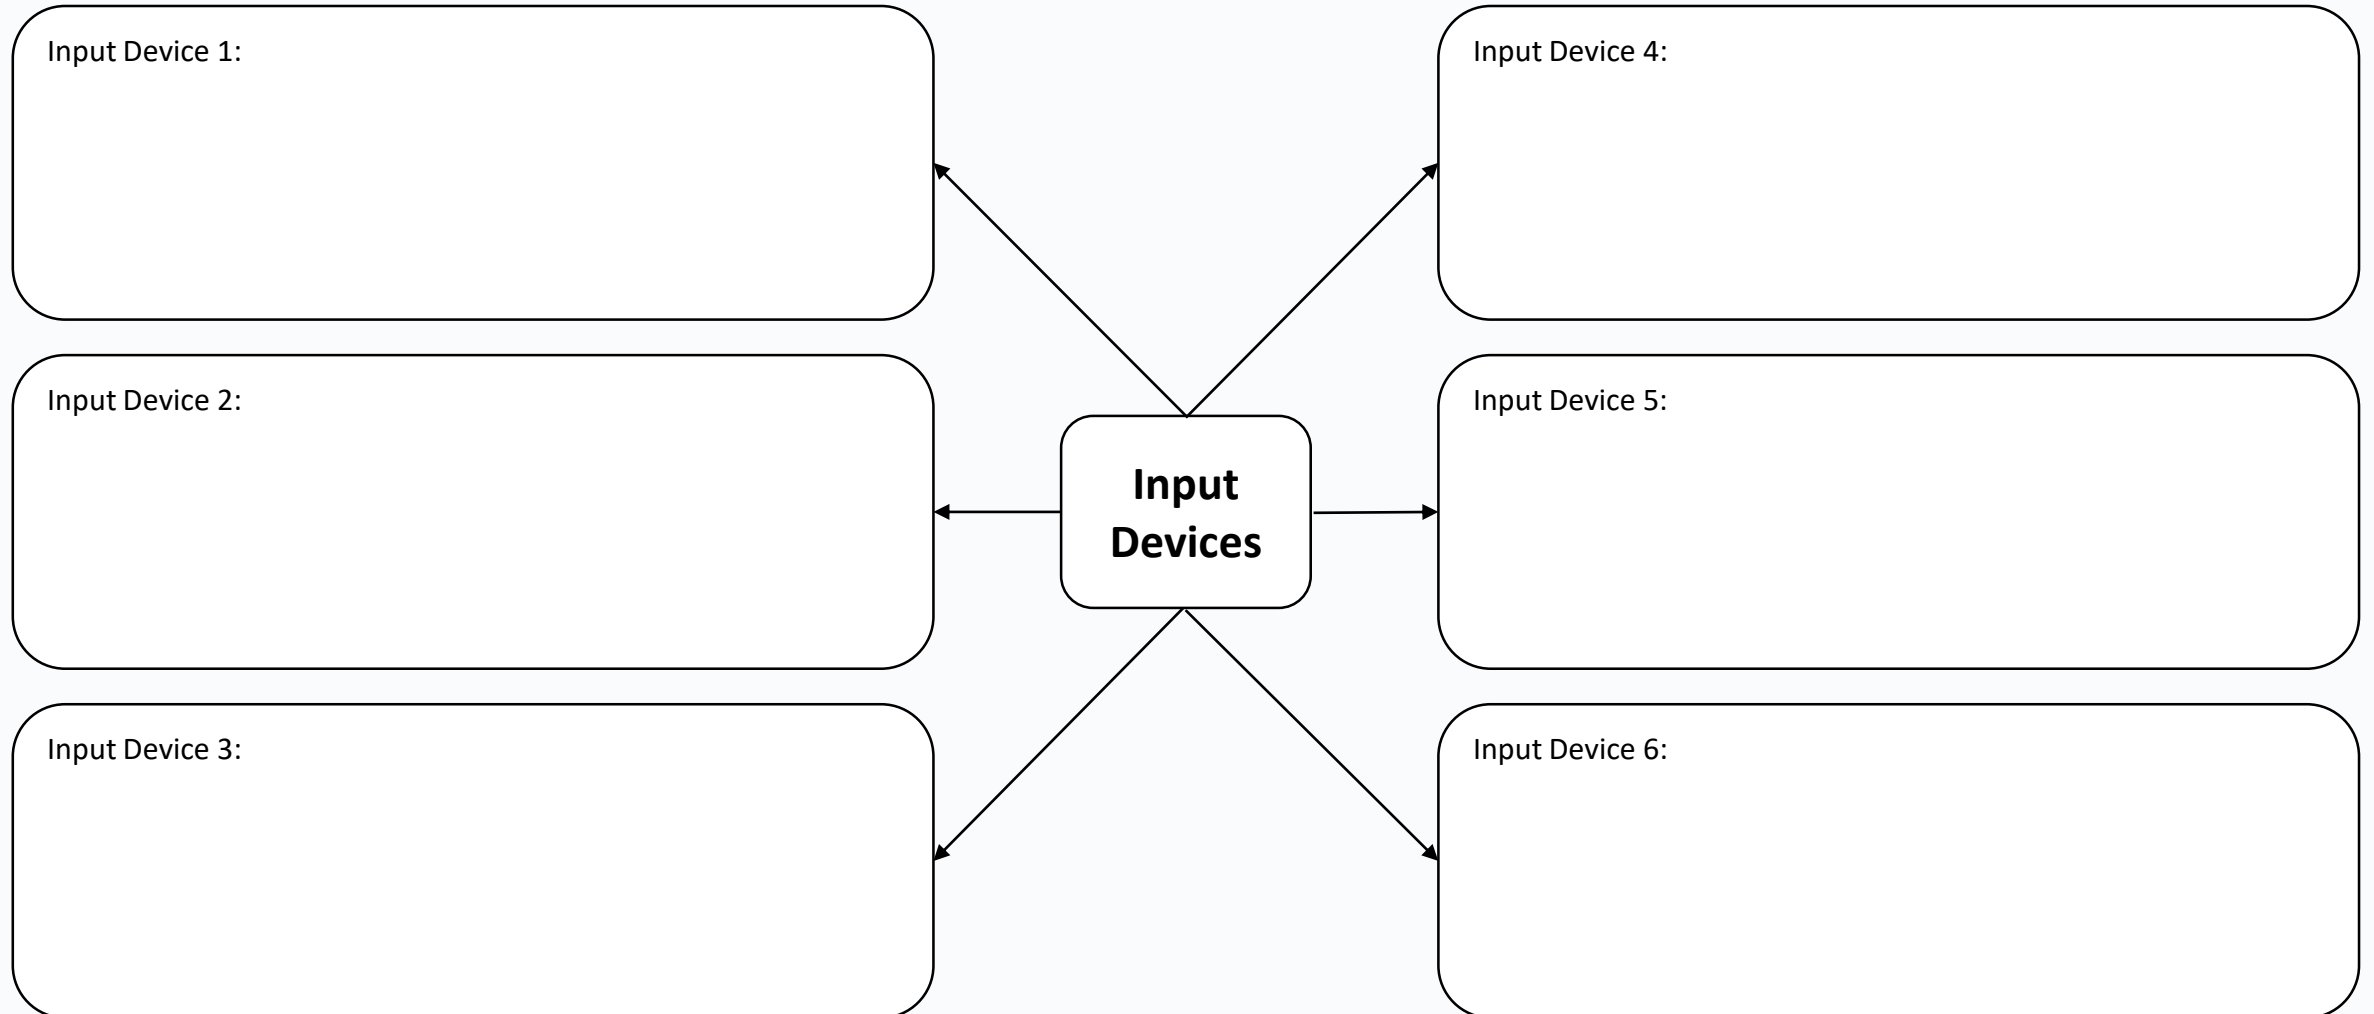 Input Device 1:
Input Device 2:
Input Device 3:
Input
Devices
Input Device 4:
Input Device 5:
Input Device 6: